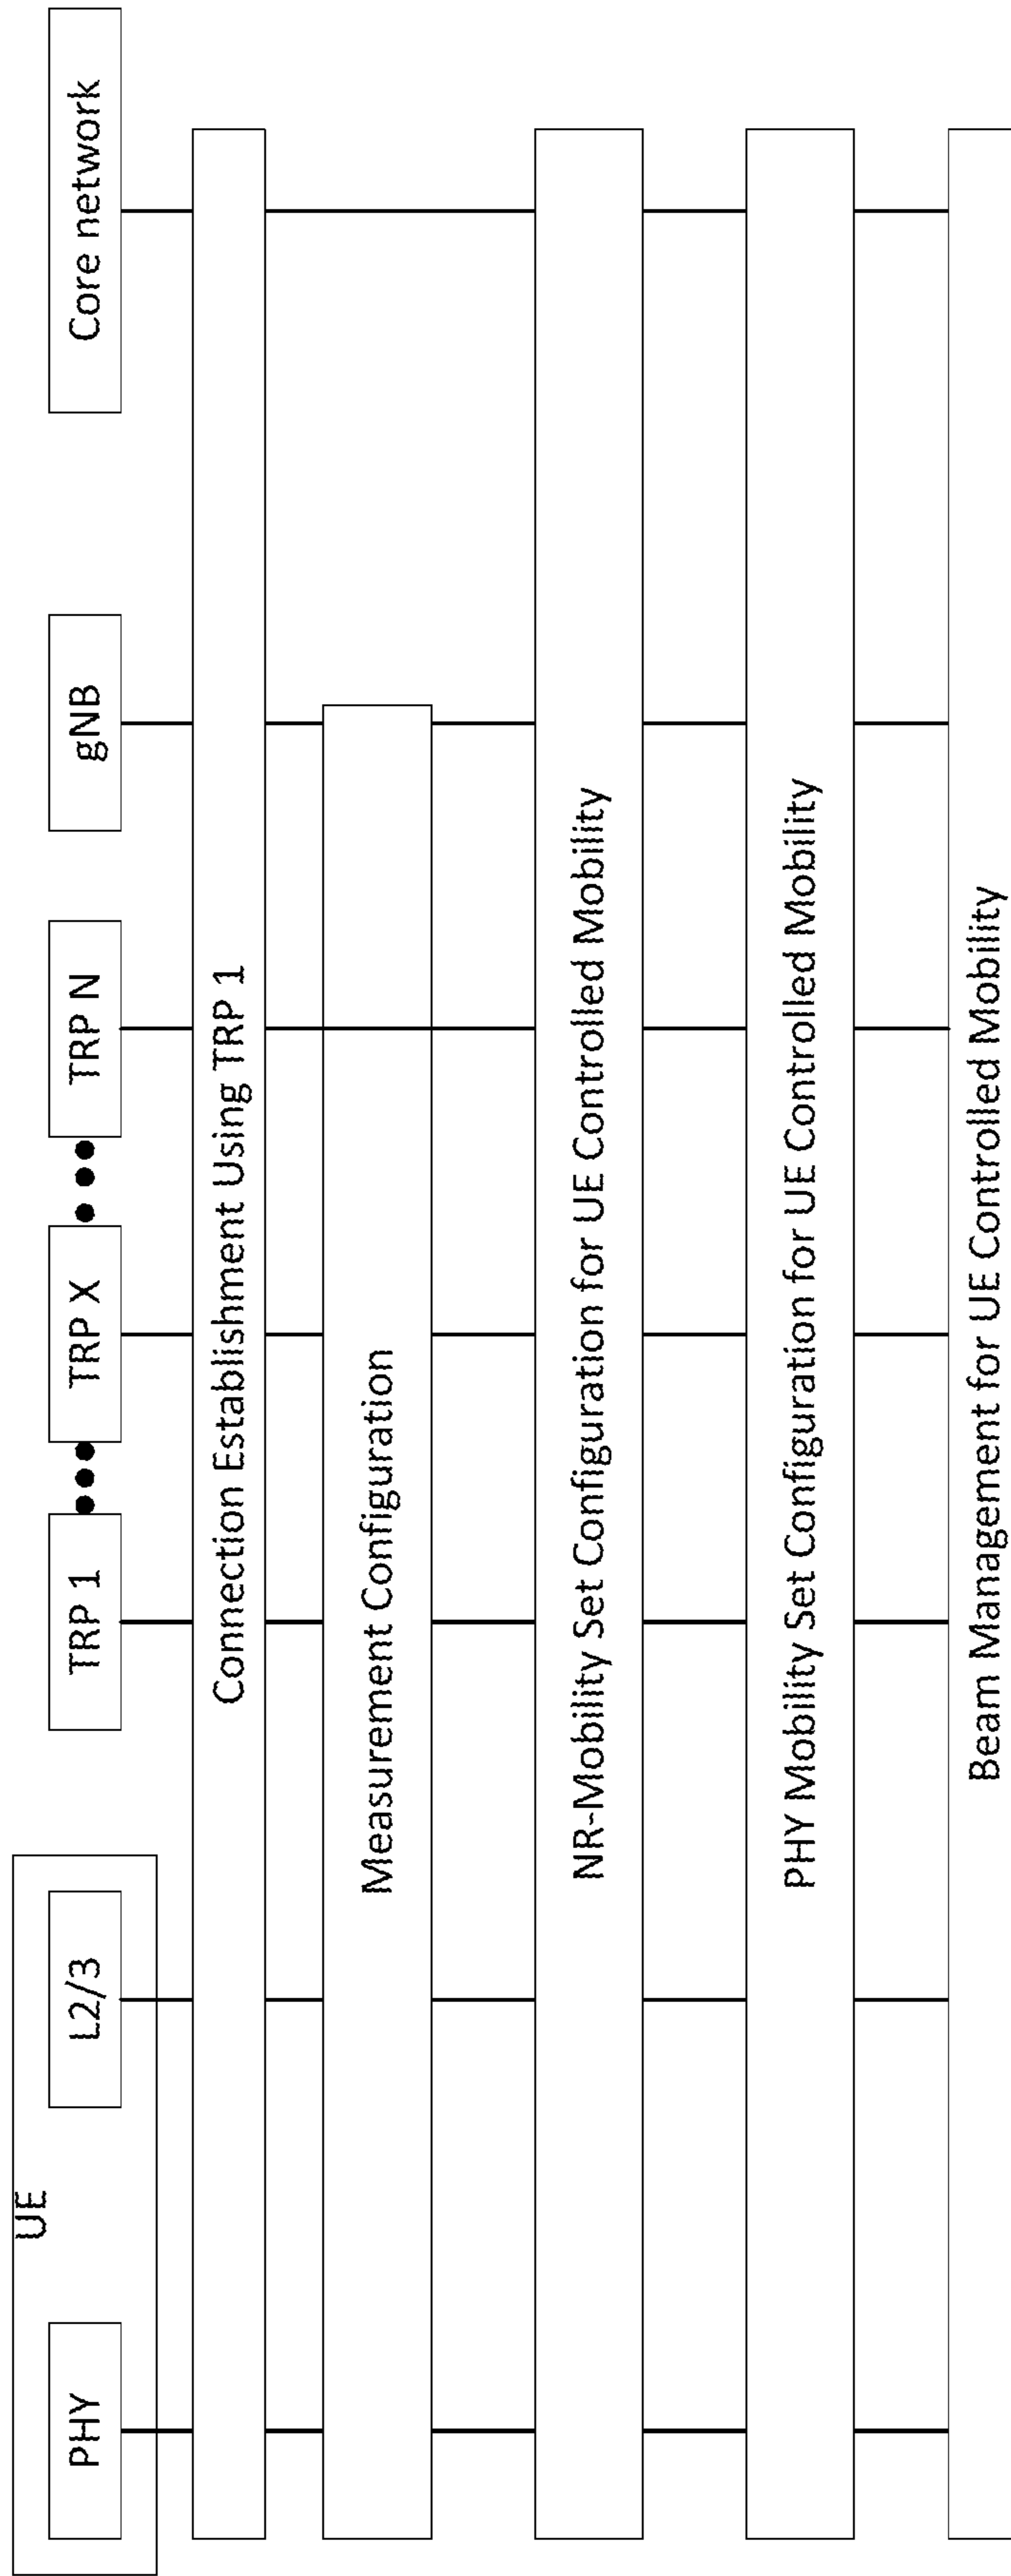 UE
PHY
L2/3
TRP 1
TRP X
TRP N
gNB
Core network
Connection Establishment Using TRP 1
Measurement Configuration
NR-Mobility Set Configuration for UE Controlled Mobility
PHY Mobility Set Configuration for UE Controlled Mobility
Beam Management for UE Controlled Mobility